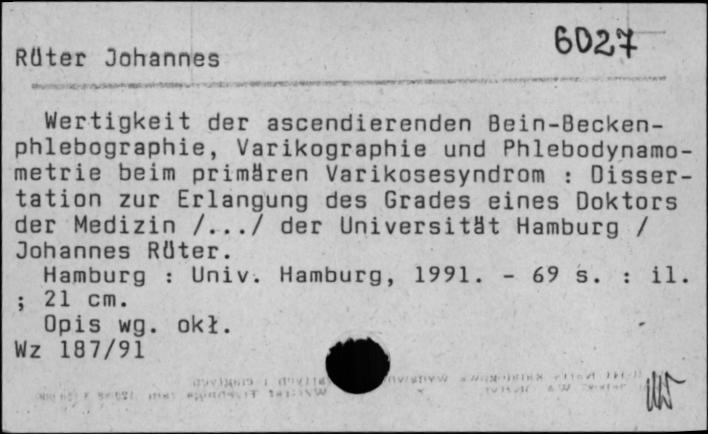 6027
Rüter Johannes
Wertigkeit der ascendierenden Bein-Becken-
phlebographie, Varikographie und Phlebodynamo-
metrie beim primären Varikosesyndrom : Disser-
tation zur Erlangung des Grades eines Doktors
der Medizin /.../ der Universität Hamburg /
Johannes Rüter.
Hamburg : Univ. Hamburg, 1991. - 69 s. : il.
; 21 cm.
Opis wg. okł.
Wz 187/91